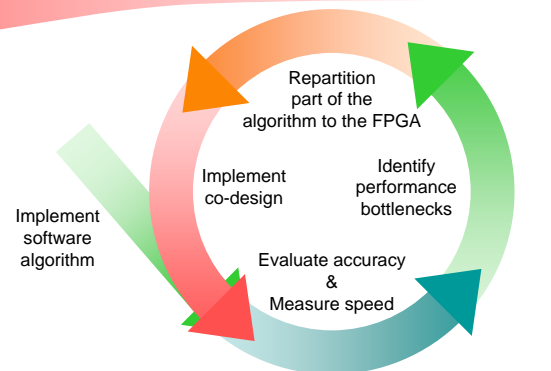 Repartition
part of the
algorithm to the FPGA
Implement
co-design
Identify
performance
bottlenecks
Implement
software
algorithm
Evaluate accuracy
&
Measure speed